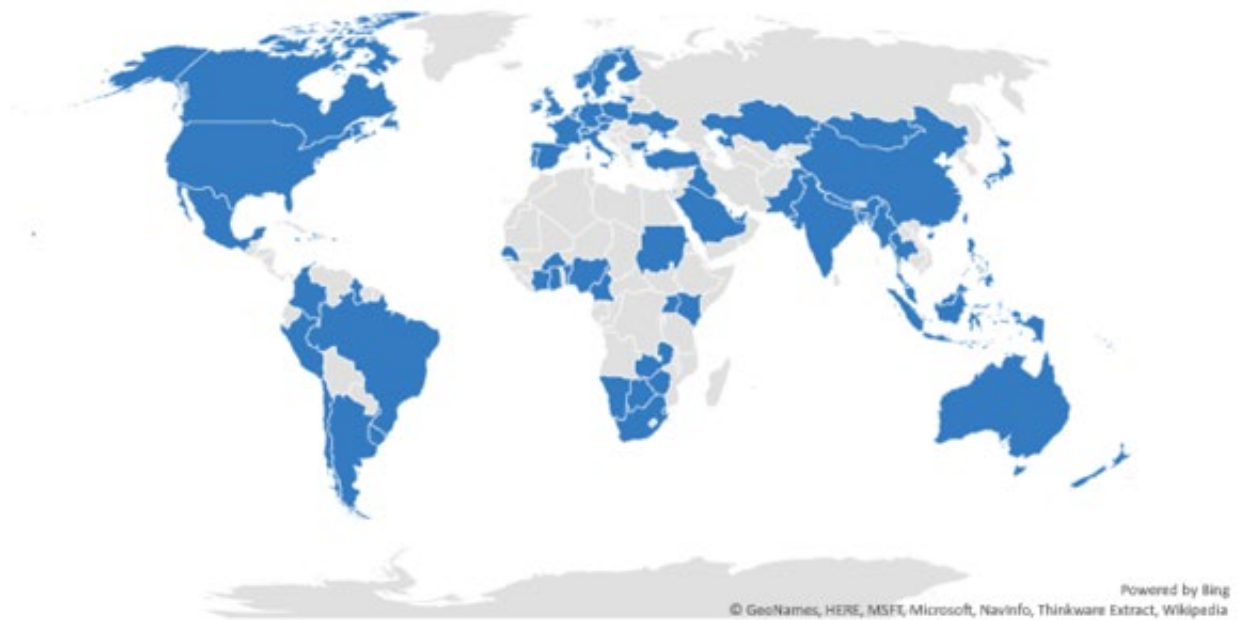 Powered by Bing
© GeoNames, HERE, MSFT, Microsoft, NavInfo, Thinkware Extract, Wikipedia